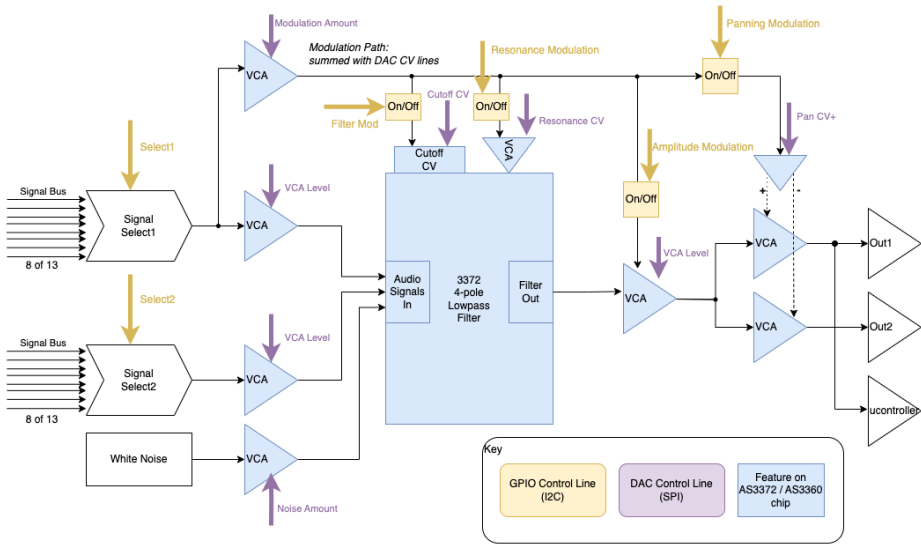 Modulation Amount
Panning Modulation
Modulation Path:
summed with DAC CV lines
Resonance Modulation
VCA
On/Off
On/Off
On/Off
Cutoff CV
Filter Mod
Resonance CV
Pan CV+
Select1
Cutoff
CV
VCA
Amplitude Modulation
Signal Bus
VCA Level
+
-
On/Off
Signal
Select1
VCA
8 of 13
VCA
Out1
VCA Level
Audio
Signals
In
3372
4-pole
Lowpass
Filter
Filter
Out
VCA
Select2
VCA
Out2
Signal Bus
VCA Level
Signal
Select2
VCA
8 of 13
ucontroller
White Noise
VCA
Key
GPIO Control Line
(I2C)
DAC Control Line
(SPI)
Feature on
AS3372 / AS3360
chip
Noise Amount